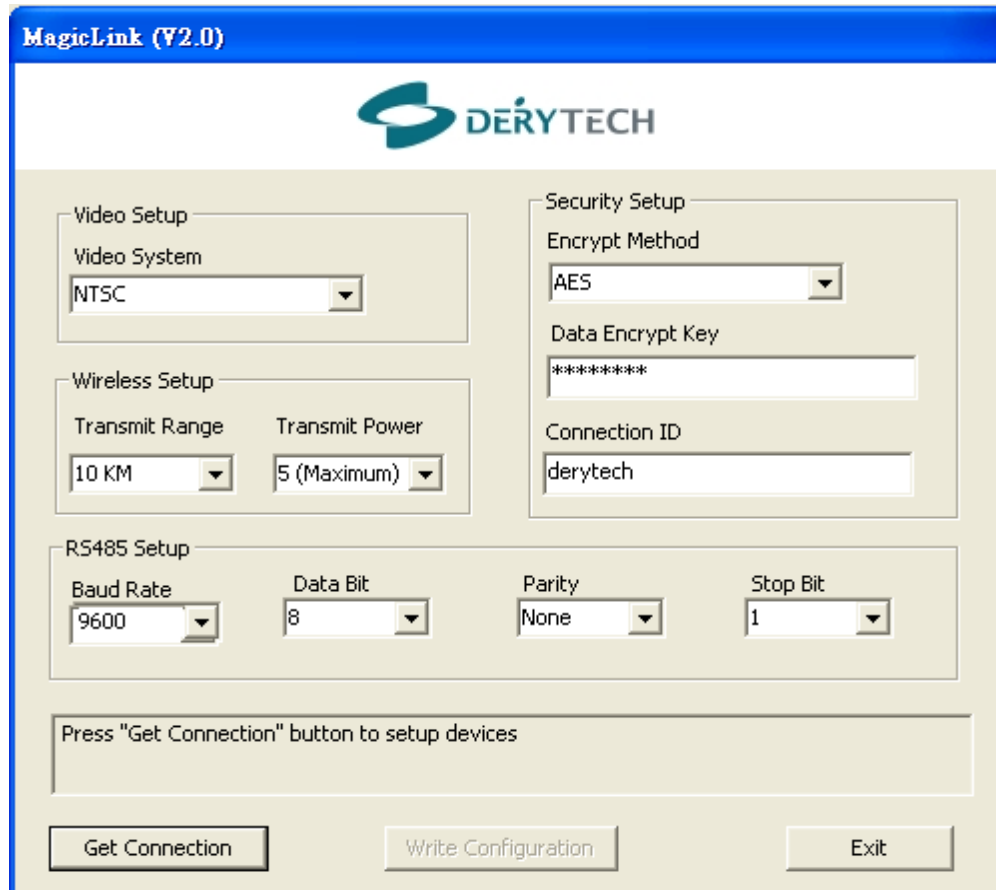 MagicLink (V2.0)
DERYTECH
Video Setup
Video System
NTSC
Security Setup
Encrypt Method
AES
Data Encrypt Key
********
Connection ID
derytech
Wireless Setup
Transmit Range
10 KM
Transmit Power
5 (Maximum)
RS485 Setup
Baud Rate
9600
Data Bit
8
Parity
None
Stop Bit
1
Press "Get Connection" button to setup devices
Get Connection
Write Configuration
Exit